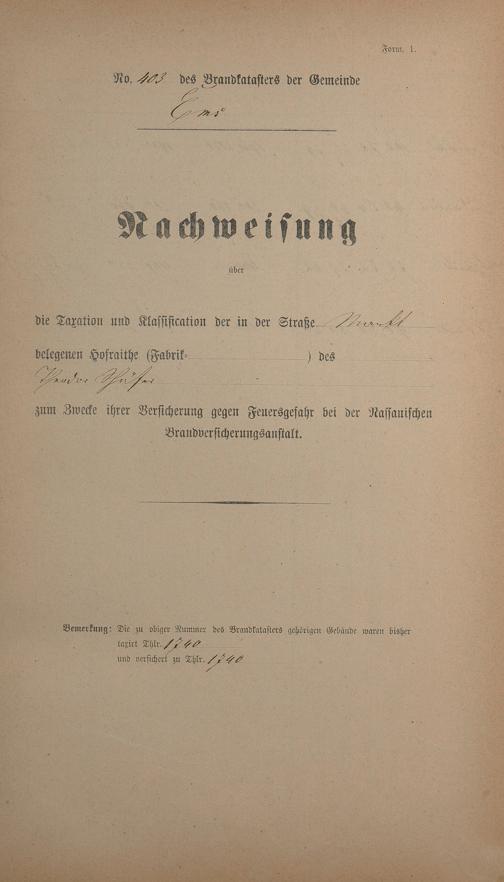 Form. 1.
No. 403 des Brandkatasters der Gemeinde
Ems
Nachweisung
über
die Taxation und Klassification der in der Straße Markt
belegenen Hofraithe (Fabrik= ) des
Theodor
zum Zwecke ihrer Versicherung gegen Feuersgefahr bei der Nassauischen
Brandversicherungsanstalt.
Bemerkung: Die zu obiger Nummer des Brandkatasters gehörigen Gebäude waren bisher
taxirt Thlr. 1740
und versichert zu Thlr. 1740